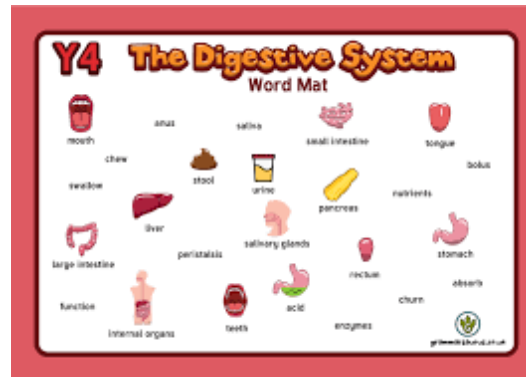 Y4 The Digestive System
Word Mat
mouth
anus
saliva
small intestine
tongue
chew
bolus
swallow
stool
urine
pancreas
nutrients
liver
salivary glands
stomach
large intestine
peristalsis
rectum
absorb
function
internal organs
teeth
acid
churn
enzymes